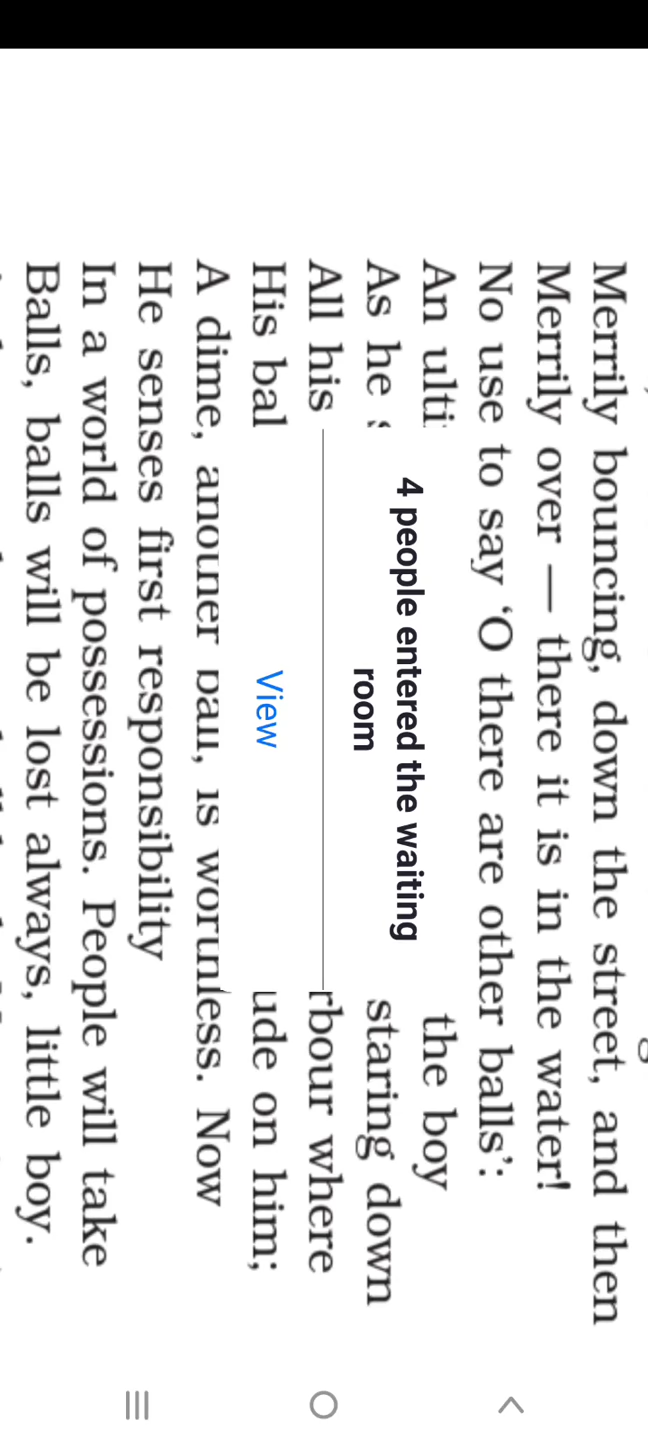 Merrily bouncing, down the street, and then
Merrily over — there it is in the water!
No use to say ‘O there are other balls’:
An ulti the boy
As he staring down
All his rbour where
His bal ude on him;
A dime, another ball, is worthless. Now
He senses first responsibility
In a world of possessions. People will take
Balls, balls will be lost always, little boy.
4 people entered the waiting
room
View